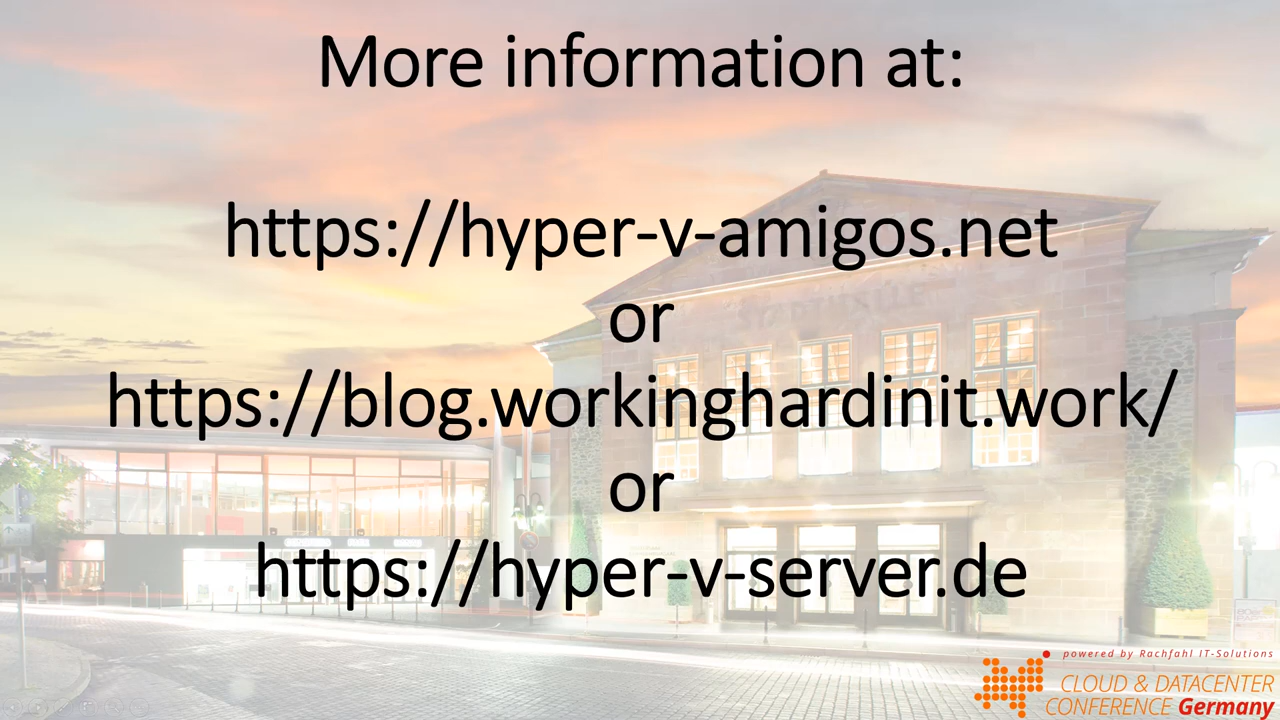 More information at:
https://hyper-v-amigos.net
or
https://blog.workinghardinit.work/
or
https://hyper-v-server.de
powered by Rachfahl IT-Solutions
CLOUD & DATACENTER
CONFERENCE Germany